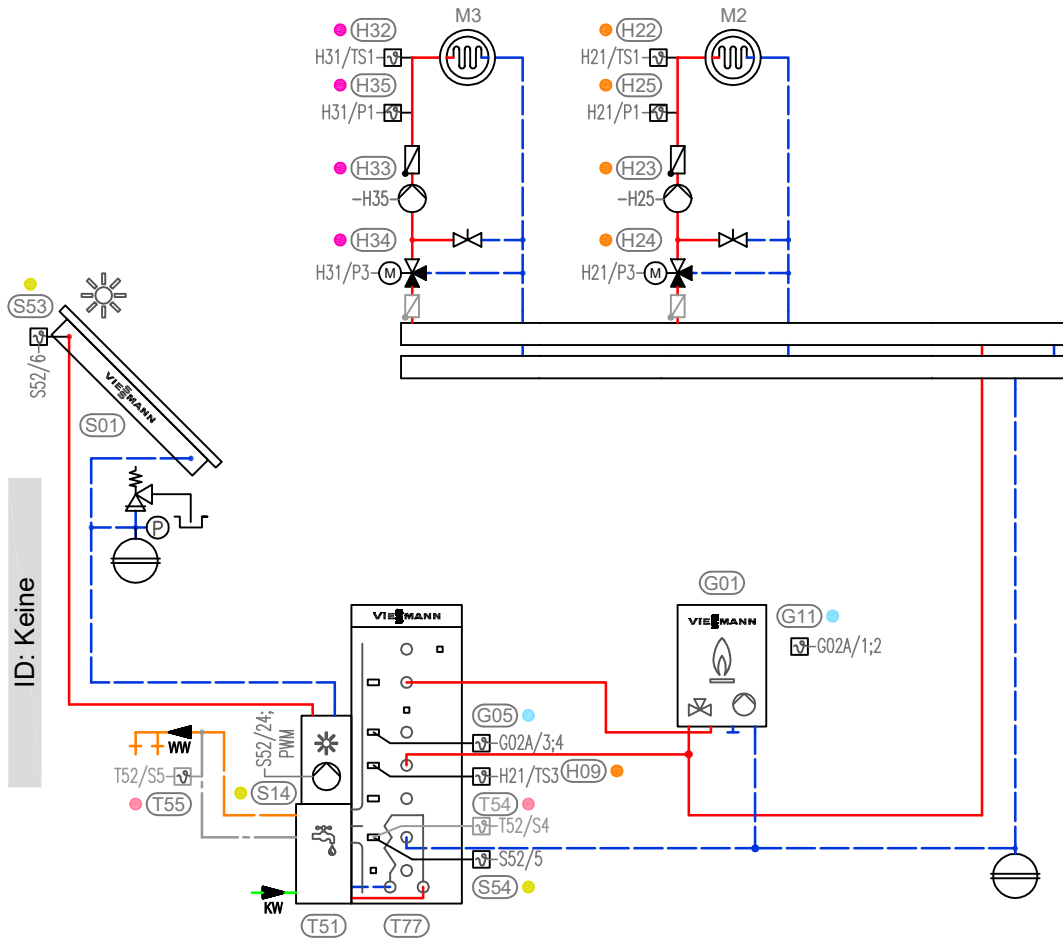 M3
M2
H32
H22
H31/TS1
H21/TS1
H35
H25
H31/P1
H21/P1
H33
H23
-H35-
-H25-
H34
H24
H31/P3
M
H21/P3
M
S53
S52/6
VIESSMANN
S01
P
ID: Keine
G01
VIESMANN
VIESMANN
G11
G02A/1;2
G05
G02A/3;4
S52/24;
PWM
WW
T52/S5
H21/TS3
H09
S14
T55
T54
T52/S4
S52/5
S54
KW
T51
T77